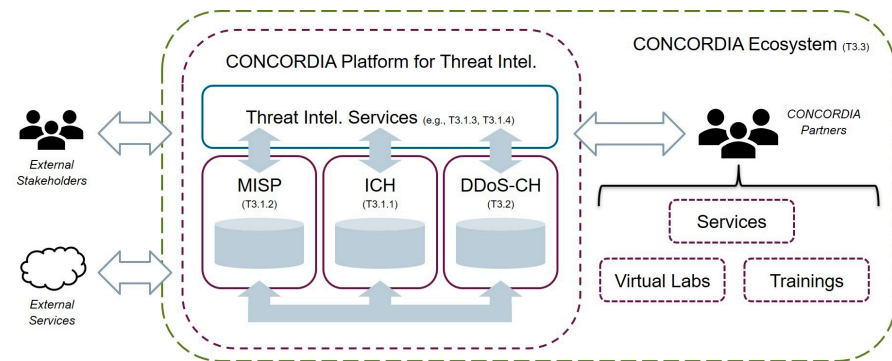 CONCORDIA Ecosystem (T3.3)
CONCORDIA Platform for Threat Intel.
Threat Intel. Services (e.g., T3.1.3, T3.1.4)
External
Stakeholders
CONCORDIA
Partners
MISP
(T3.1.2)
ICH
(T3.1.1)
DDoS-CH
(T3.2)
Services
Virtual Labs
Trainings
External
Services